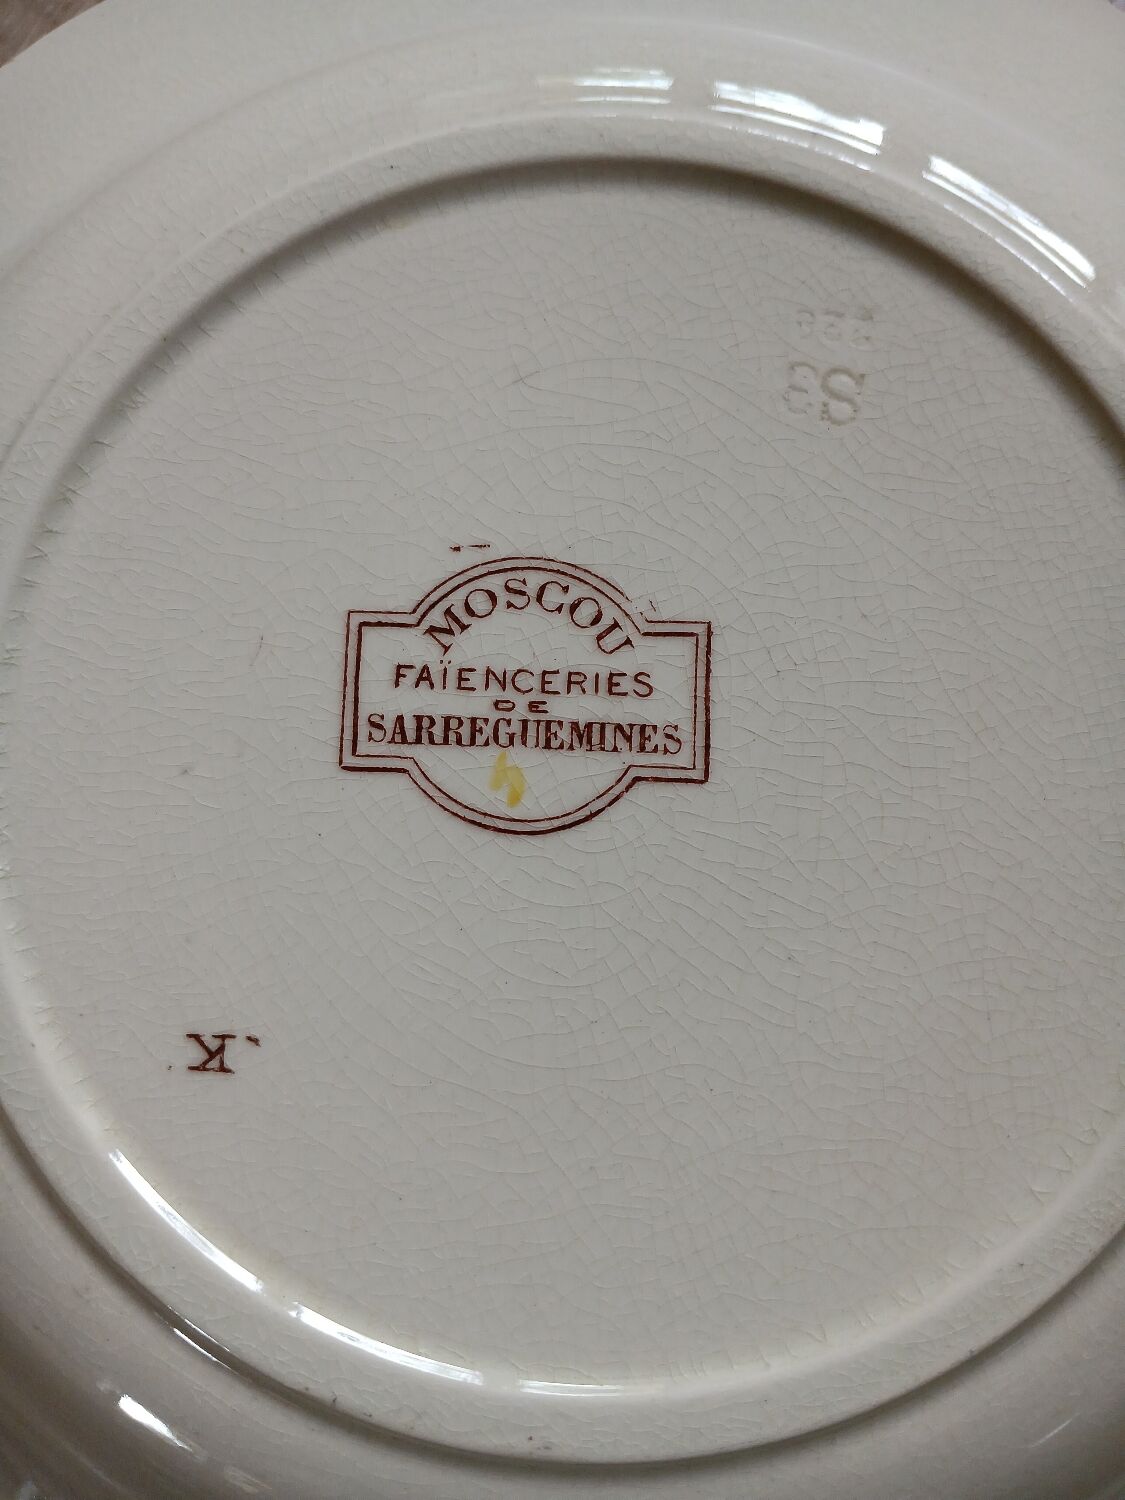 MOSCOU
FAÏENCERIES
DE
SARREGUEMINES
K